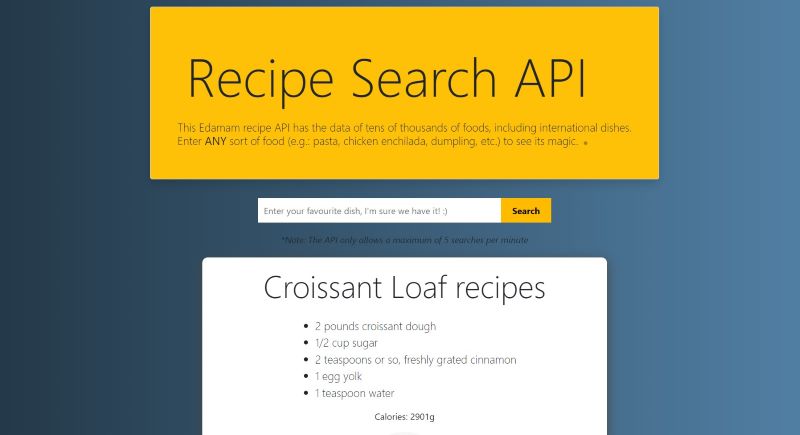 Recipe Search API
This Edamam recipe API has the data of tens of thousands of foods, including international dishes.
Enter ANY sort of food (e.g.: pasta, chicken enchilada, dumpling, etc.) to see its magic.
Enter your favourite dish, I'm sure we have it! :)
Search
*Note: The API only allows a maximum of 5 searches per minute
Croissant Loaf recipes
• 2 pounds croissant dough
• 1/2 cup sugar
• 2 teaspoons or so, freshly grated cinnamon
• 1 egg yolk
• 1 teaspoon water
Calories: 2901g